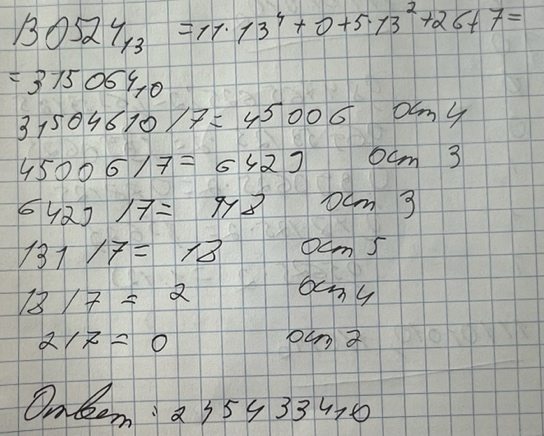 B0524₁₃ = 11·13⁴ + 0 + 5·13² + 26 + 7 =
= 315064₁₀
31504610 / 7 = 45006 ост 4
45006 / 7 = 6429 ост 3
6429 / 7 = 918 ост 3
131 / 7 = 18 ост 5
18 / 7 = 2 ост 4
2 / 7 = 0 ост 2
Ответ: 2454334₁₀